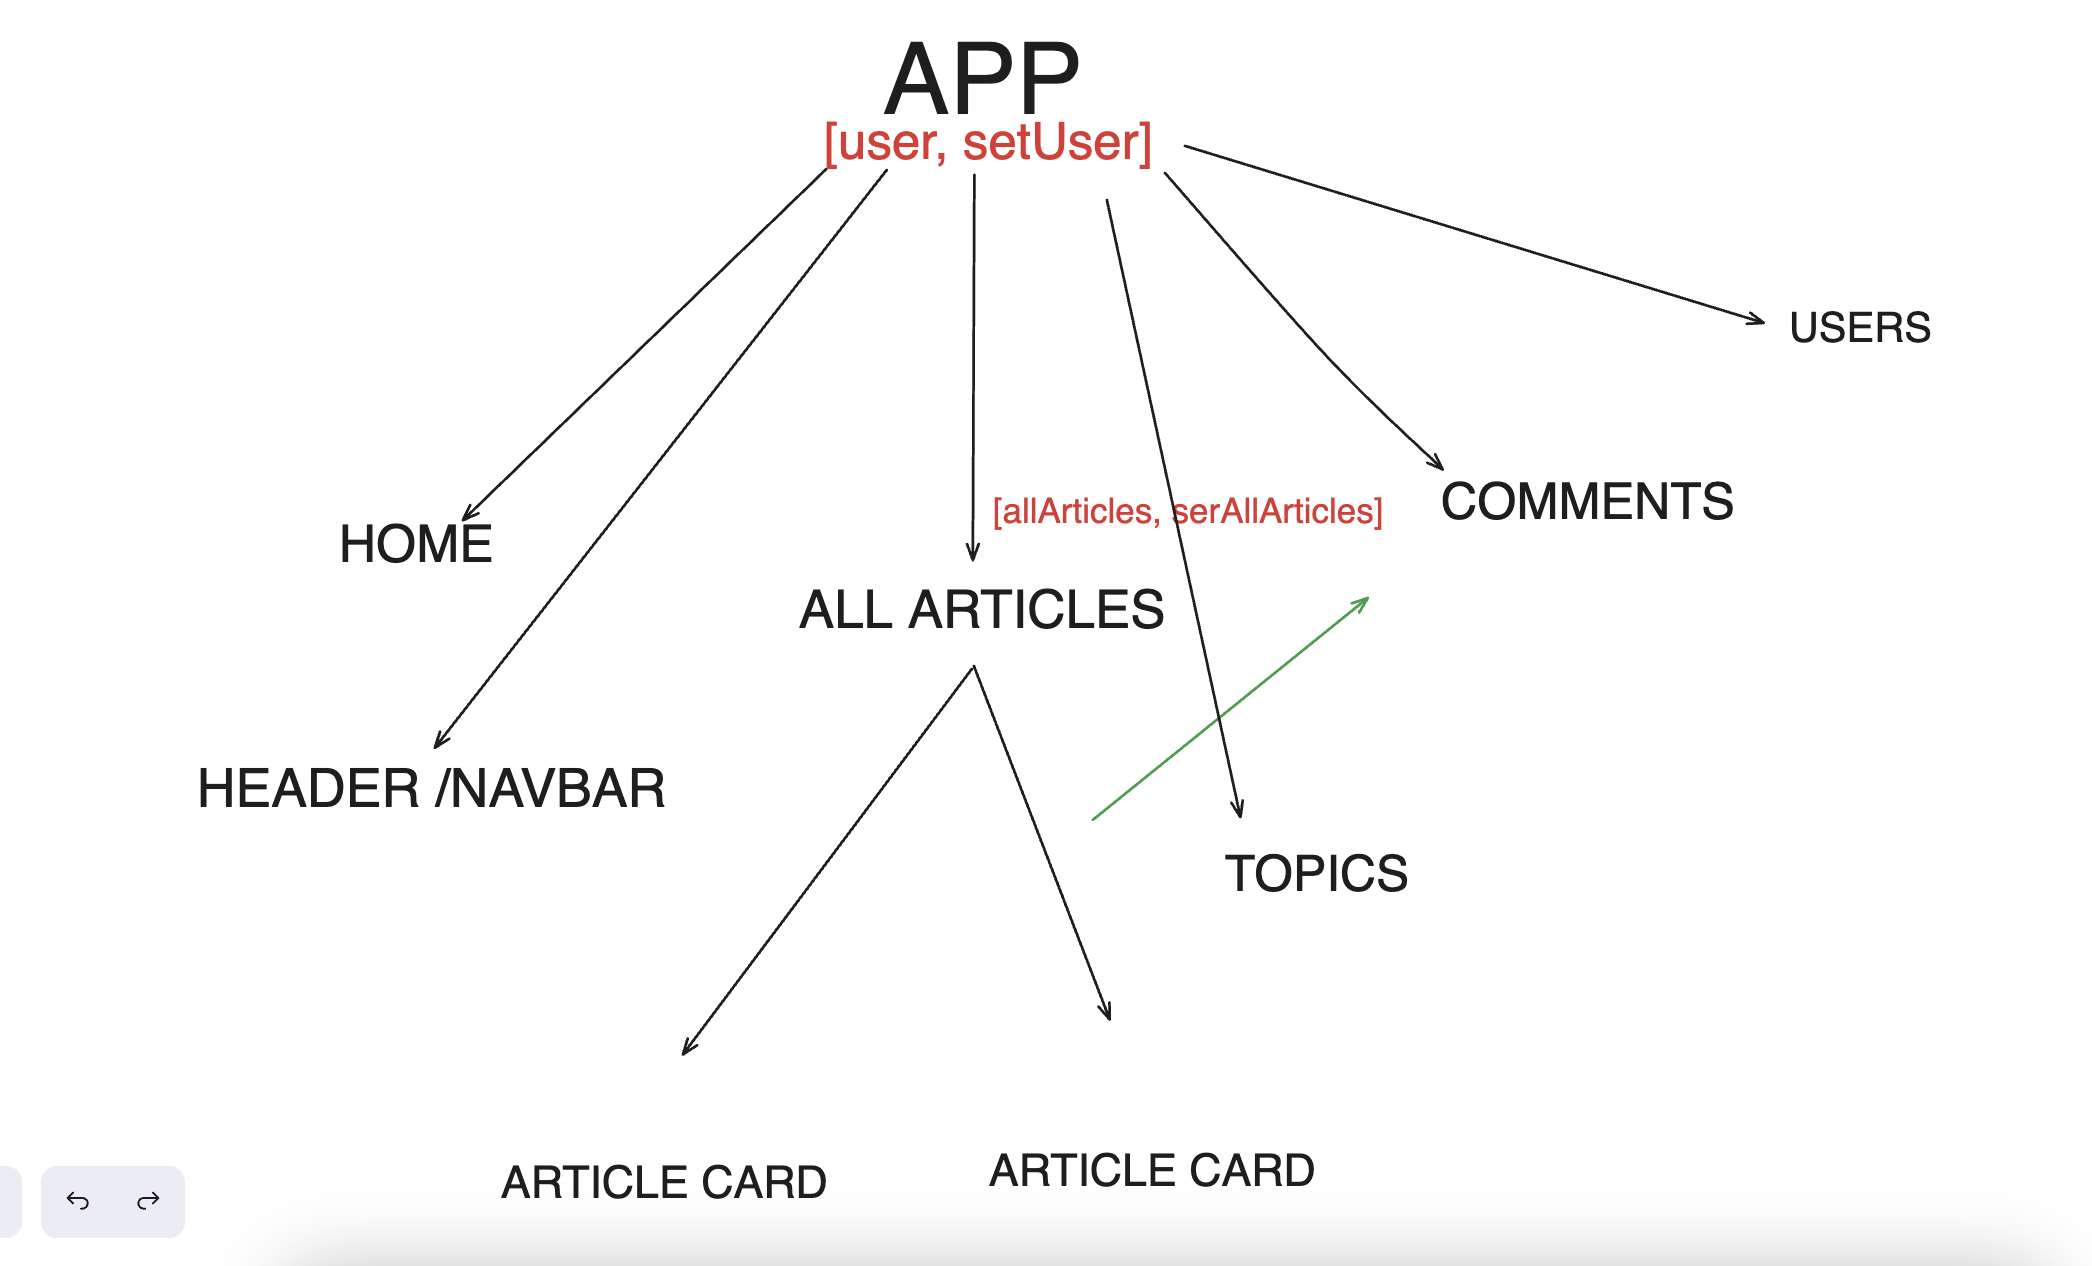 APP
[user, setUser]
USERS
HOME
[allArticles, serAllArticles]
COMMENTS
ALL ARTICLES
HEADER /NAVBAR
TOPICS
ARTICLE CARD
ARTICLE CARD